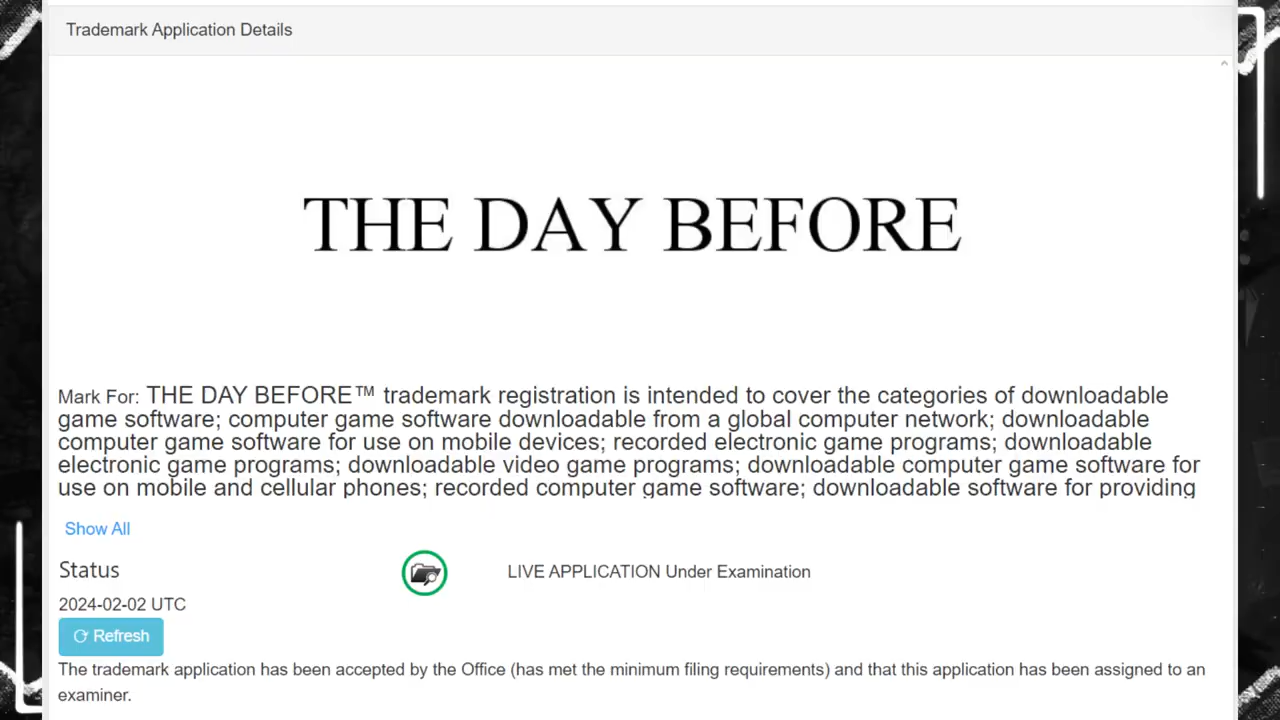 Trademark Application Details
THE DAY BEFORE
Mark For: THE DAY BEFORE™ trademark registration is intended to cover the categories of downloadable
game software; computer game software downloadable from a global computer network; downloadable
computer game software for use on mobile devices; recorded electronic game programs; downloadable
electronic game programs; downloadable video game programs; downloadable computer game software for
use on mobile and cellular phones; recorded computer game software; downloadable software for providing
Show All
Status
LIVE APPLICATION Under Examination
2024-02-02 UTC
Refresh
The trademark application has been accepted by the Office (has met the minimum filing requirements) and that this application has been assigned to an
examiner.